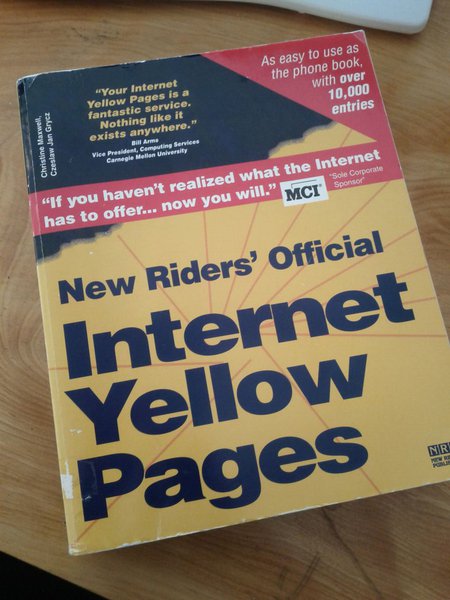 Christine Maxwell,
Czeslaw Jan Grycz
"Your Internet
Yellow Pages is a
fantastic service.
Nothing like it
exists anywhere."
Bill Arms
Vice President, Computing Services
Carnegie Mellon University
As easy to use as
the phone book,
with over
10,000
entries
"If you haven't realized what the Internet
has to offer... now you will."
MCI
"Sole Corporate
Sponsor"
New Riders' Official
Internet
Yellow
Pages